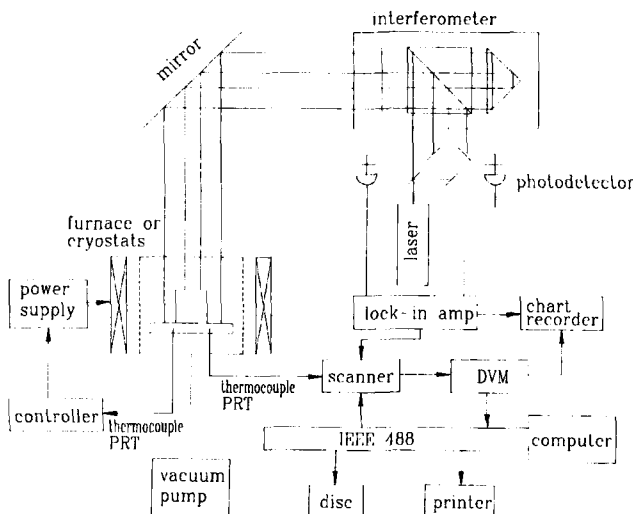 interferometer
mirror
photodetector
furnace or
cryostats
laser
power
supply
lock-in amp
chart
recorder
scanner
DVM
thermocouple
PRT
controller
thermocouple
PRT
IEEE 488
computer
vacuum
pump
disc
printer